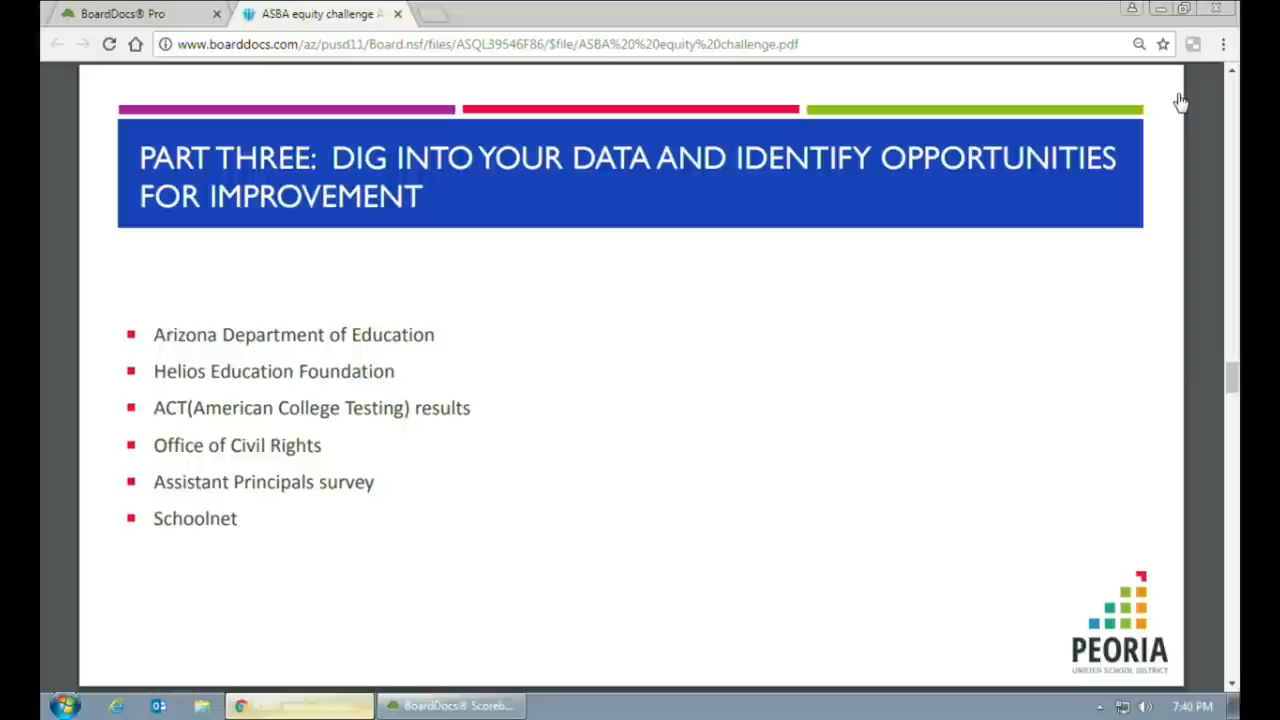 BoardDocs® Pro
ASBA equity challenge
www.boarddocs.com/az/pusd11/Board.nsf/files/ASQL39546F86/$file/ASBA%20%20equity%20challenge.pdf
PART THREE: DIG INTO YOUR DATA AND IDENTIFY OPPORTUNITIES
FOR IMPROVEMENT
Arizona Department of Education
Helios Education Foundation
ACT(American College Testing) results
Office of Civil Rights
Assistant Principals survey
Schoolnet
PEORIA
UNIFIED SCHOOL DISTRICT
BoardDocs® Scoreb...
7:40 PM